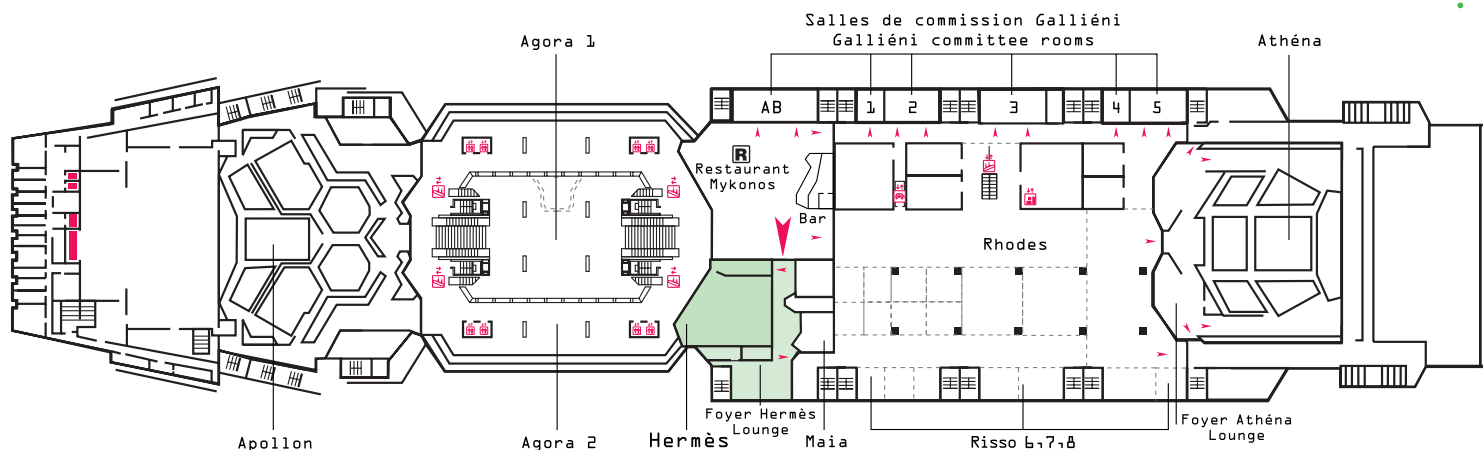 Salles de commission Galliéni
Galliéni committee rooms
Agora 1
Athéna
AB
1
2
3
4
5
R
Restaurant
Mykonos
Bar
Rhodes
Apollon
Agora 2
Hermès
Foyer Hermès
Lounge
Maia
Risso 6,7,8
Foyer Athéna
Lounge